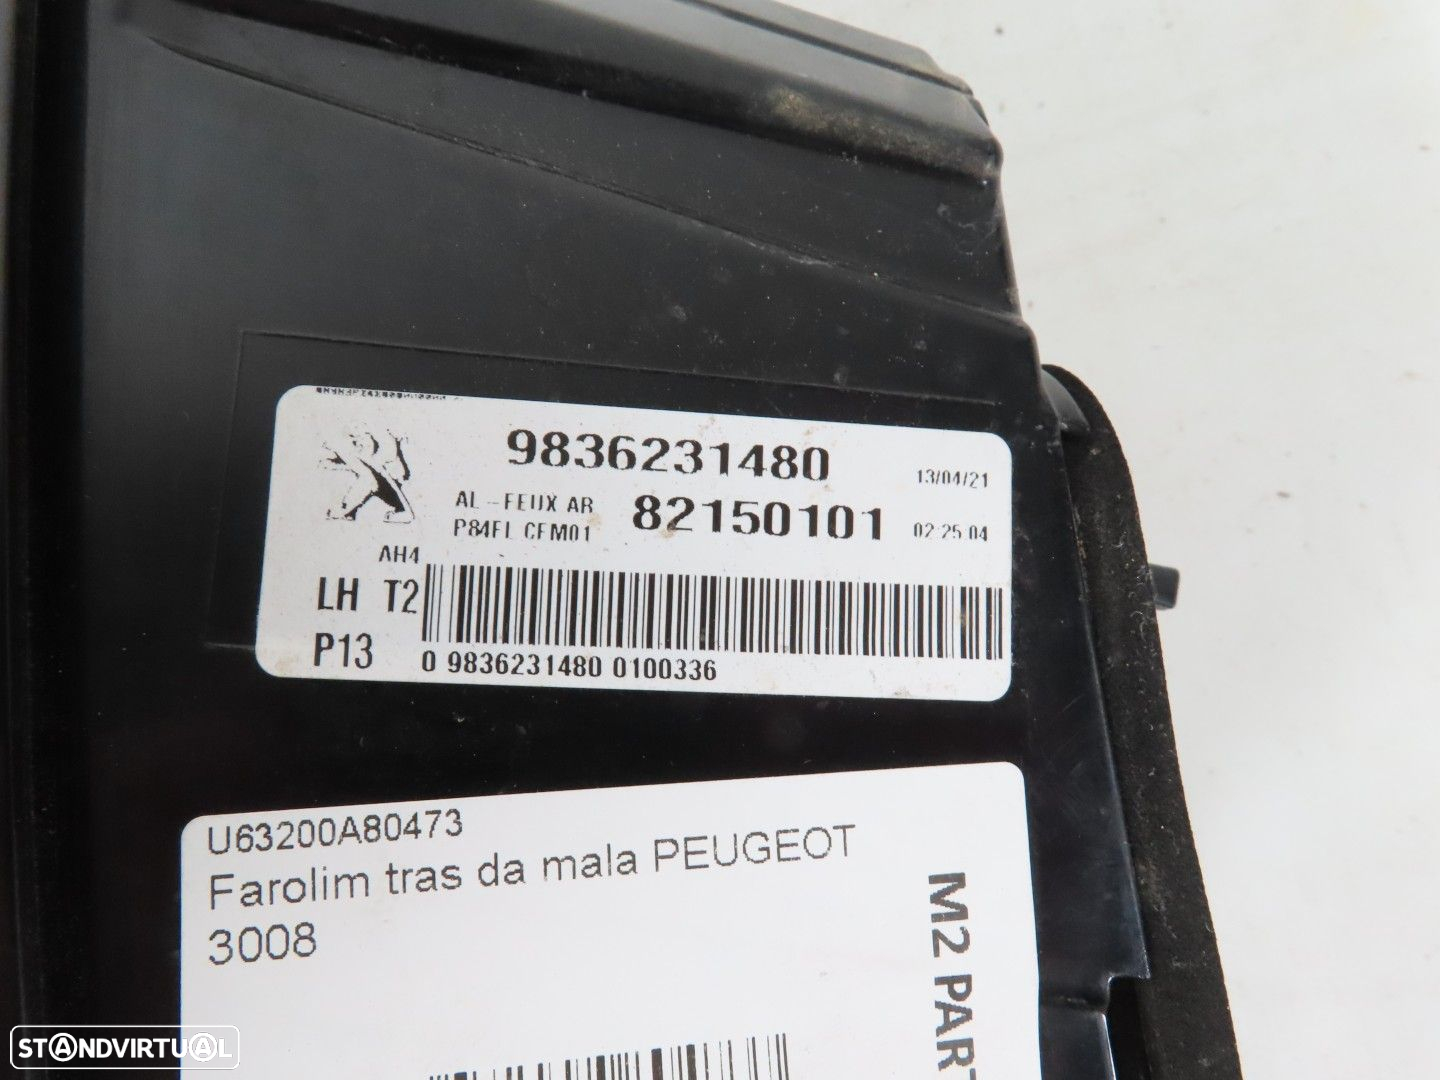 9836231480
13/04/21
AL-FEUX AR
82150101
P84FL CFM01
02:25:04
AH4
LH T2
P13
0 9836231480 0100336
U63200A80473
Farolim tras da mala PEUGEOT
3008
M2 PART
STANDVIRTUAL